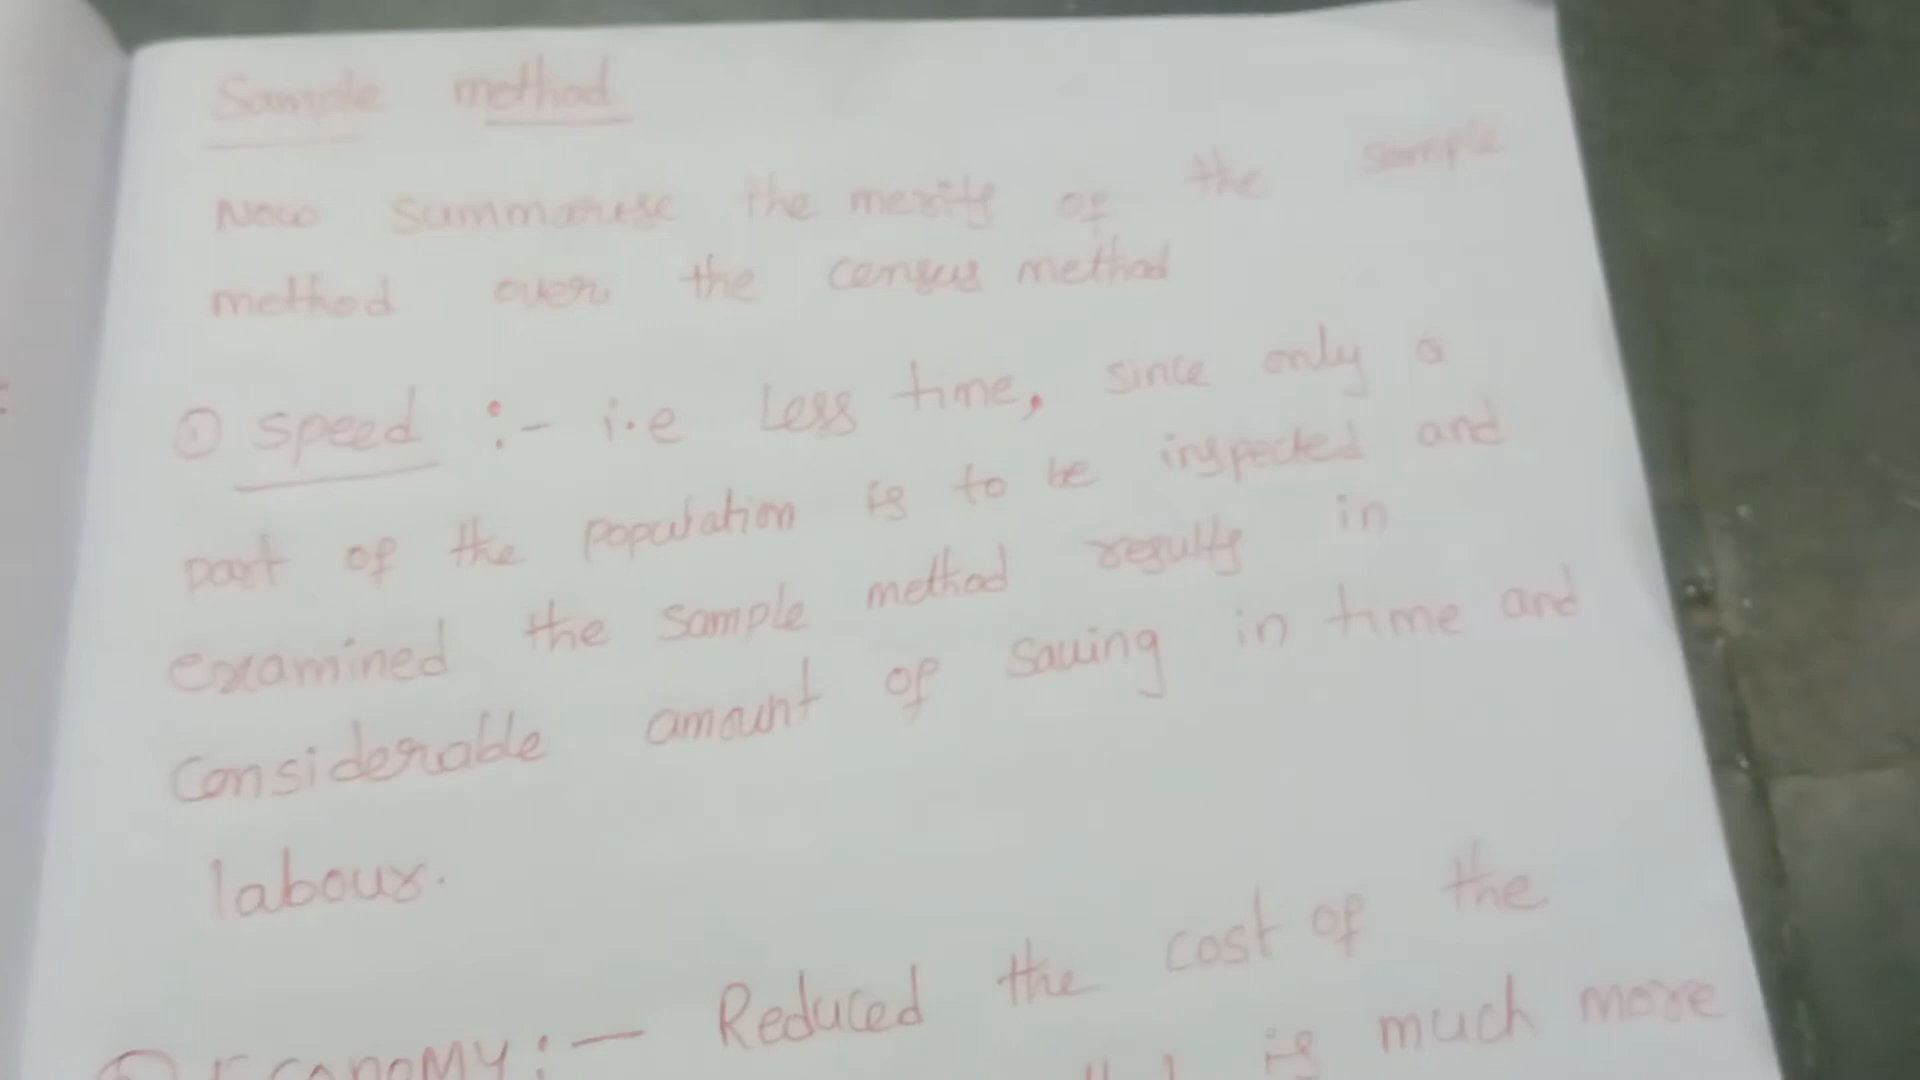 Sample method
Now summarise the merits of the sample
method over the census method
① speed :- i.e Less time, since only a
part of the population is to be inspected and
examined the sample method results in
Considerable amount of saving in time and
labour.
② ECONOMY :- Reduced the cost of the
is much more